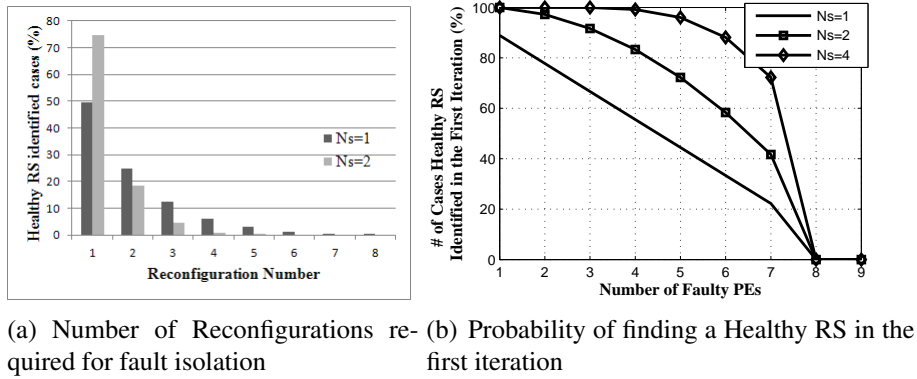 Healthy RS identified cases (%)
80
70
60
50
40
30
20
10
0
Ns=1
Ns=2
1 2 3 4 5 6 7 8
Reconfiguration Number
# of Cases Healthy RS
Identified in the First Iteration (%)
100
80
60
40
20
0
Ns=1
Ns=2
Ns=4
1 2 3 4 5 6 7 8 9
Number of Faulty PEs
(a) Number of Reconfigurations re-
quired for fault isolation
(b) Probability of finding a Healthy RS in the
first iteration